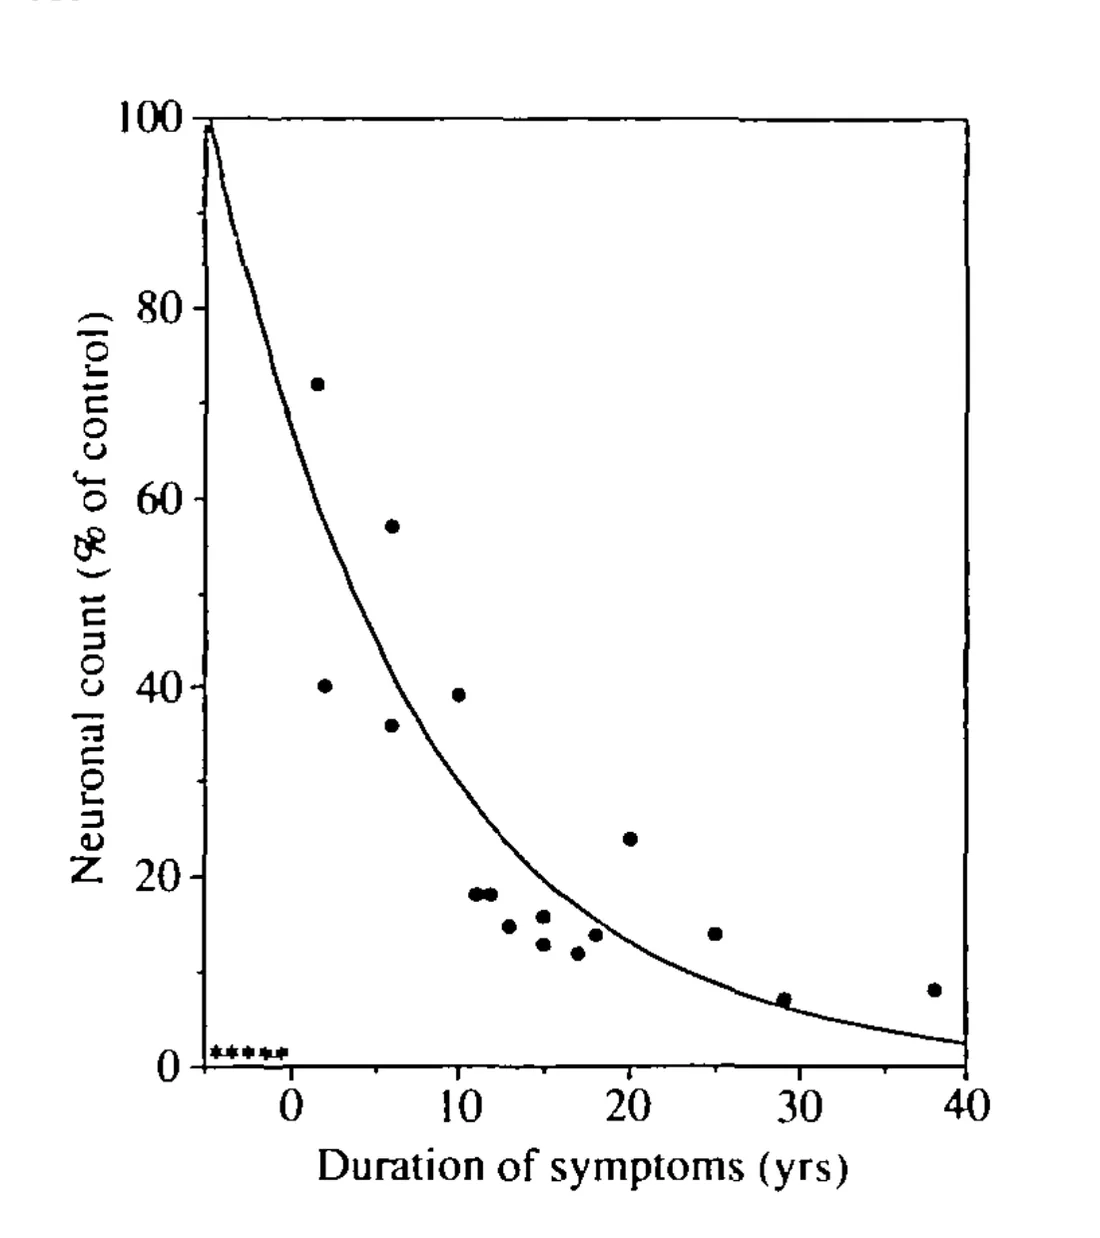 100
80
60
40
20
0
Neuronal count (% of control)
*****
0 10 20 30 40
Duration of symptoms (yrs)